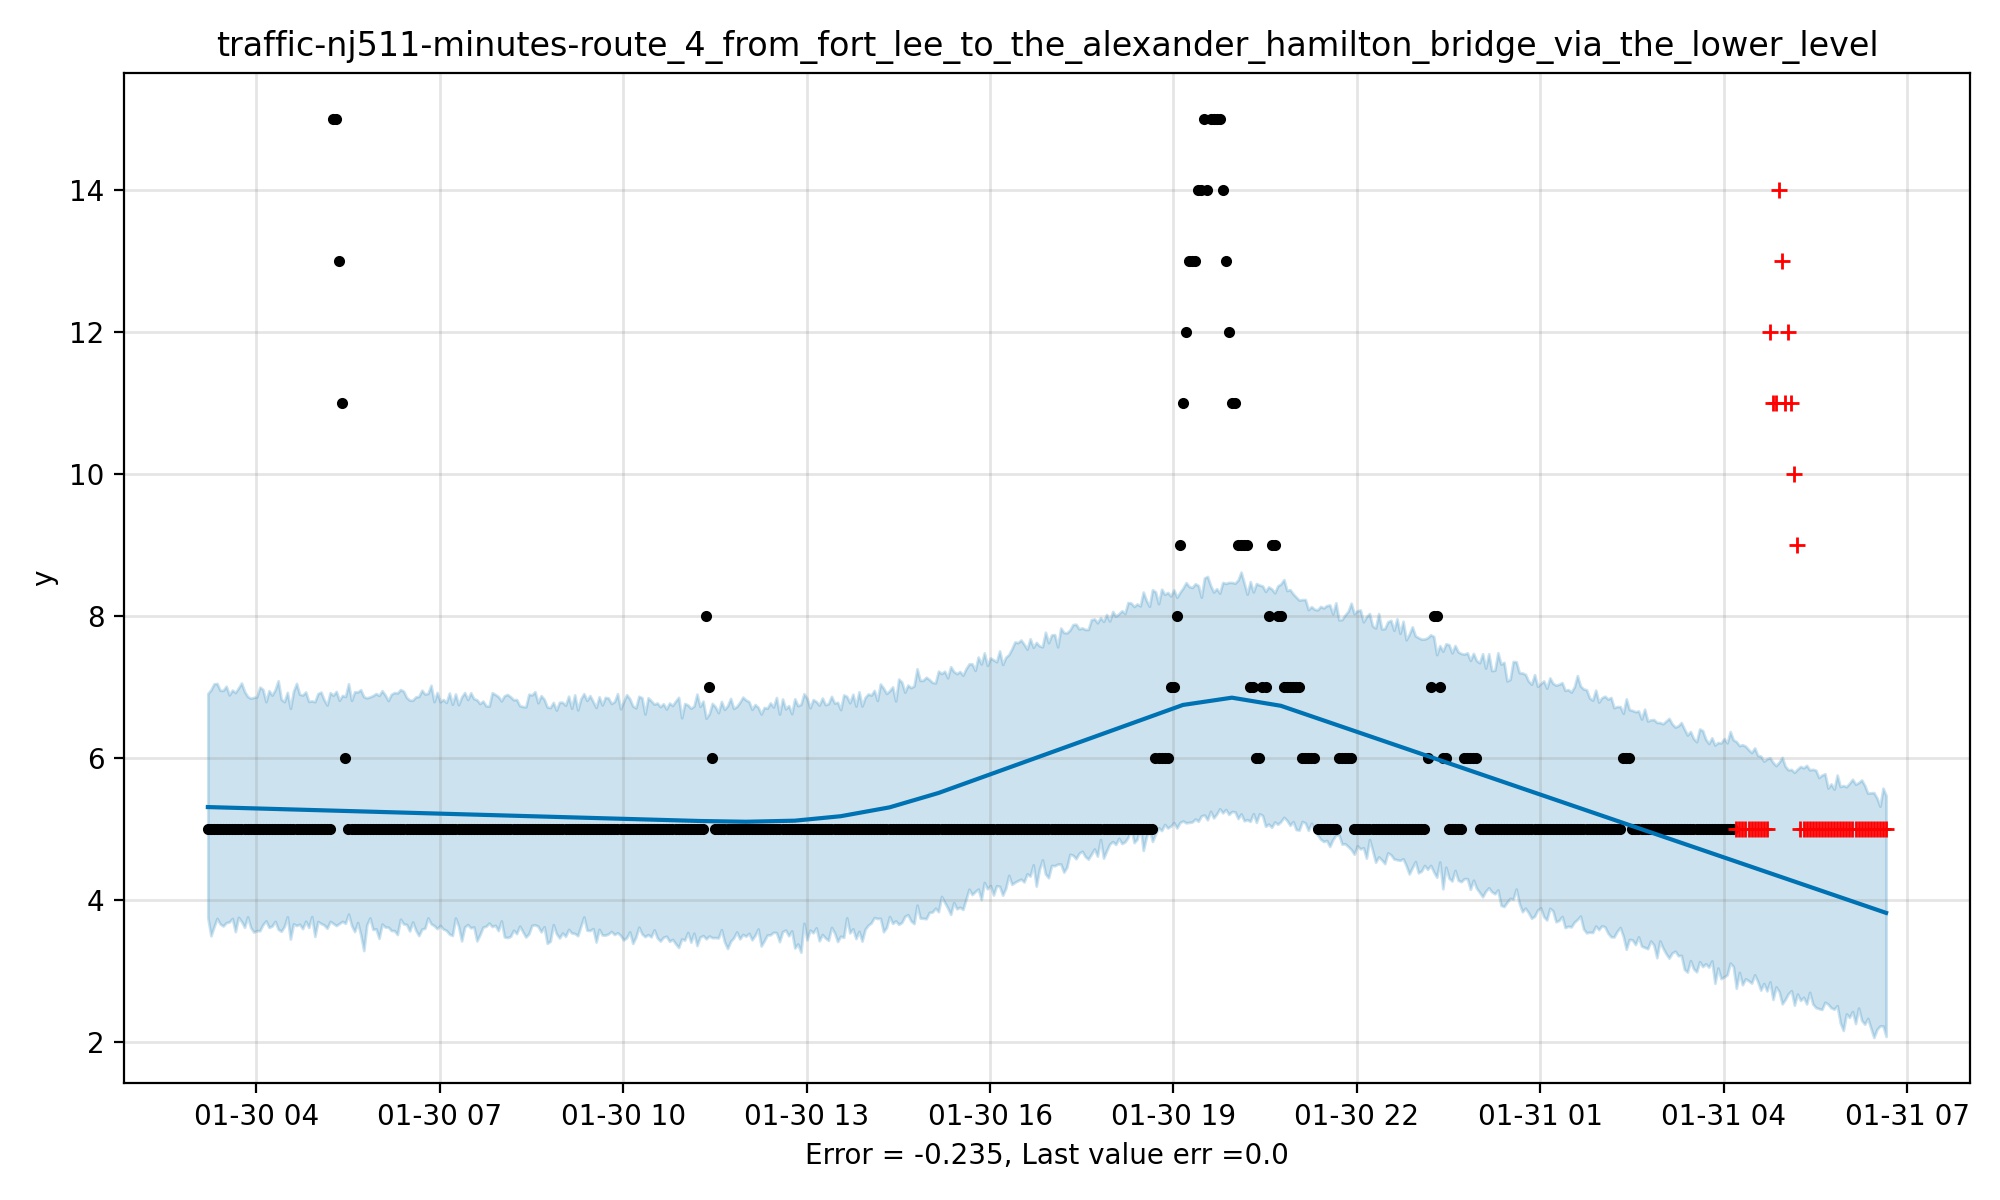 traffic-nj511-minutes-route_4_from_fort_lee_to_the_alexander_hamilton_bridge_via_the_lower_level
14
12
10
8
6
4
2
y
01-30 04 01-30 07 01-30 10 01-30 13 01-30 16 01-30 19 01-30 22 01-31 01 01-31 04 01-31 07
Error = -0.235, Last value err =0.0